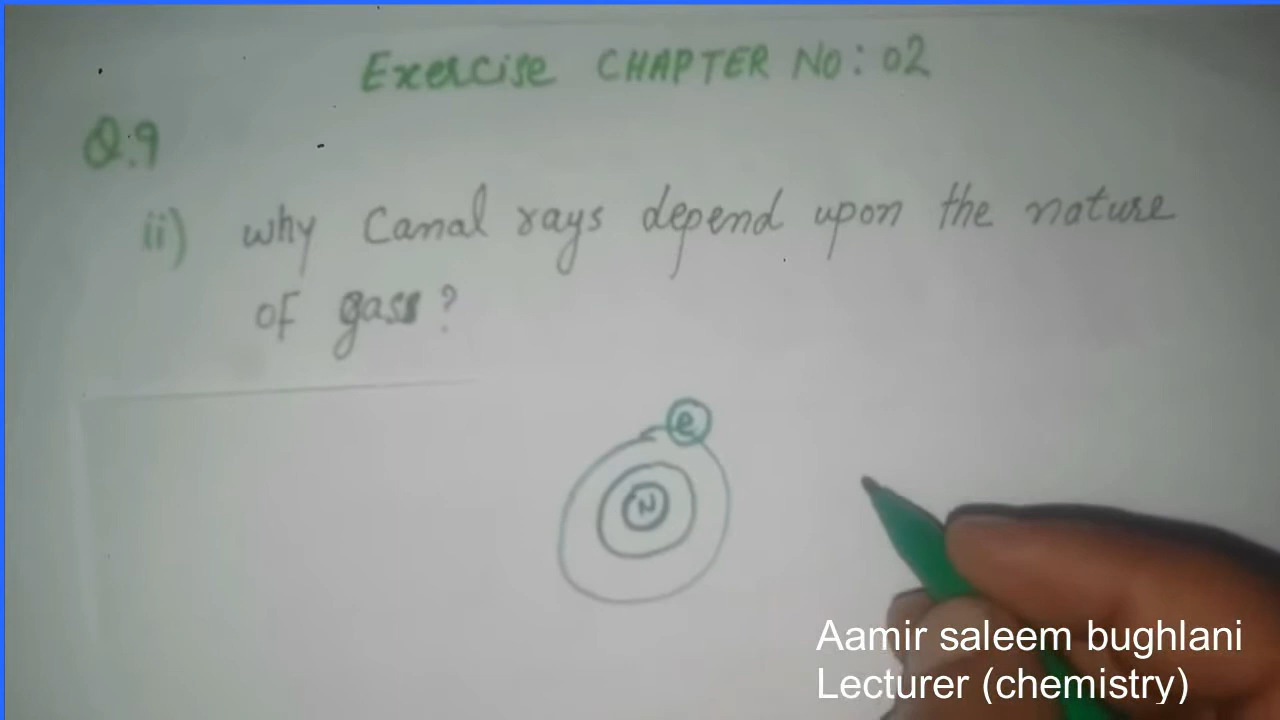 Exercise CHAPTER No: 02
Q.9
ii) why Canal rays depend upon the nature
of gass?
e
N
Aamir saleem bughlani
Lecturer (chemistry)